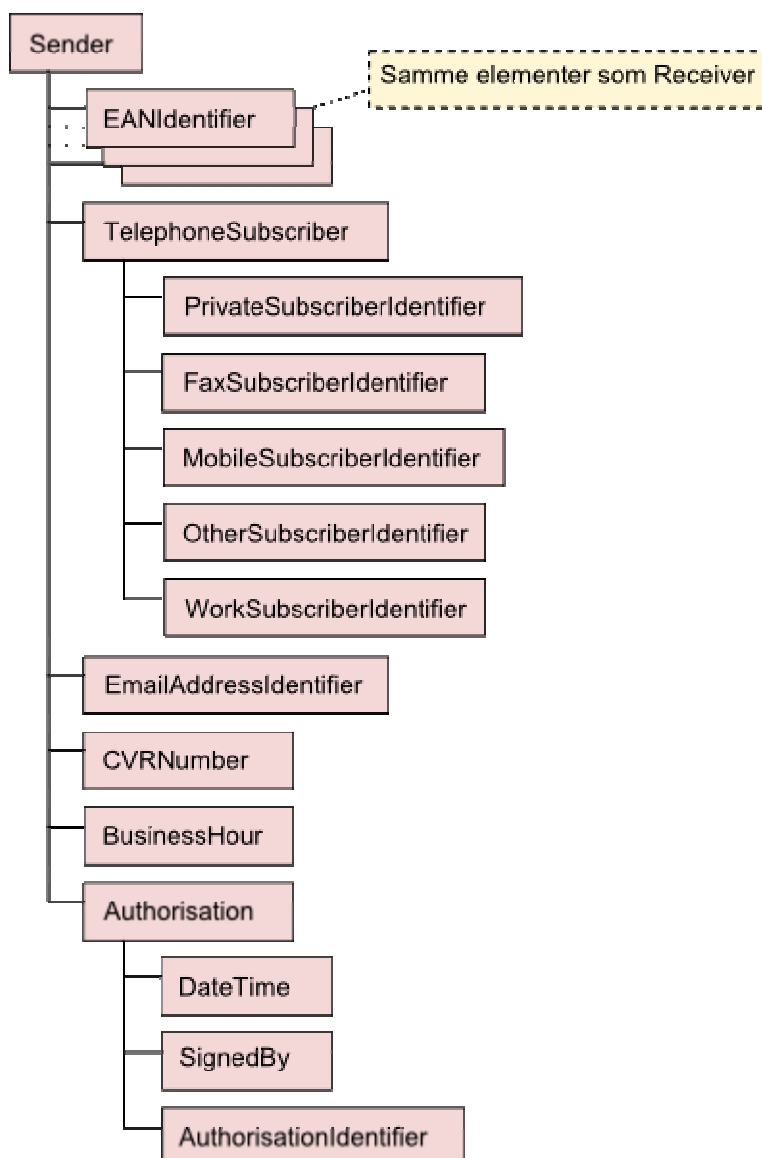 Sender
Samme elementer som Receiver
EANIdentifier
TelephoneSubscriber
PrivateSubscriberIdentifier
FaxSubscriberIdentifier
MobileSubscriberIdentifier
OtherSubscriberIdentifier
WorkSubscriberIdentifier
EmailAddressIdentifier
CVRNumber
BusinessHour
Authorisation
DateTime
SignedBy
AuthorisationIdentifier